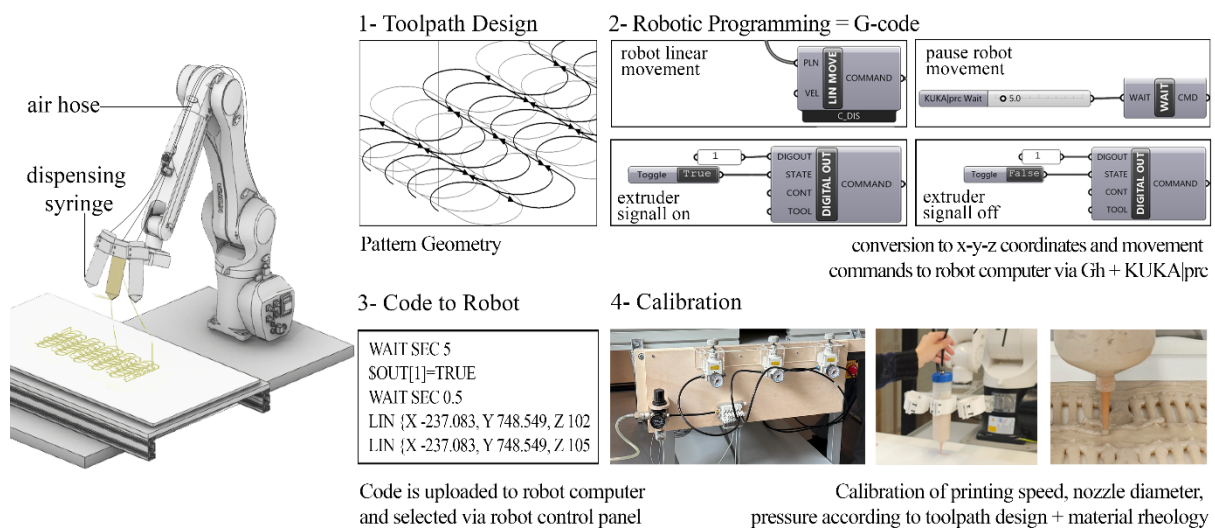 air hose
dispensing
syringe
1- Toolpath Design
Pattern Geometry
2- Robotic Programming = G-code
robot linear
movement
PLN
VEL
LIN MOVE
COMMAND
C_DIS
pause robot
movement
KUKA|prc Wait
5.0
WAIT
WAIT
CMD
1
Toggle
True
DIGOUT
STATE
CONT
TOOL
DIGITAL OUT
COMMAND
extruder
signall on
1
Toggle
False
DIGOUT
STATE
CONT
TOOL
DIGITAL OUT
COMMAND
extruder
signall off
conversion to x-y-z coordinates and movement
commands to robot computer via Gh + KUKA|prc
3- Code to Robot
WAIT SEC 5
$OUT[1]=TRUE
WAIT SEC 0.5
LIN {X -237.083, Y 748.549, Z 102
LIN {X -237.083, Y 748.549, Z 105
Code is uploaded to robot computer
and selected via robot control panel
4- Calibration
Calibration of printing speed, nozzle diameter,
pressure according to toolpath design + material rheology